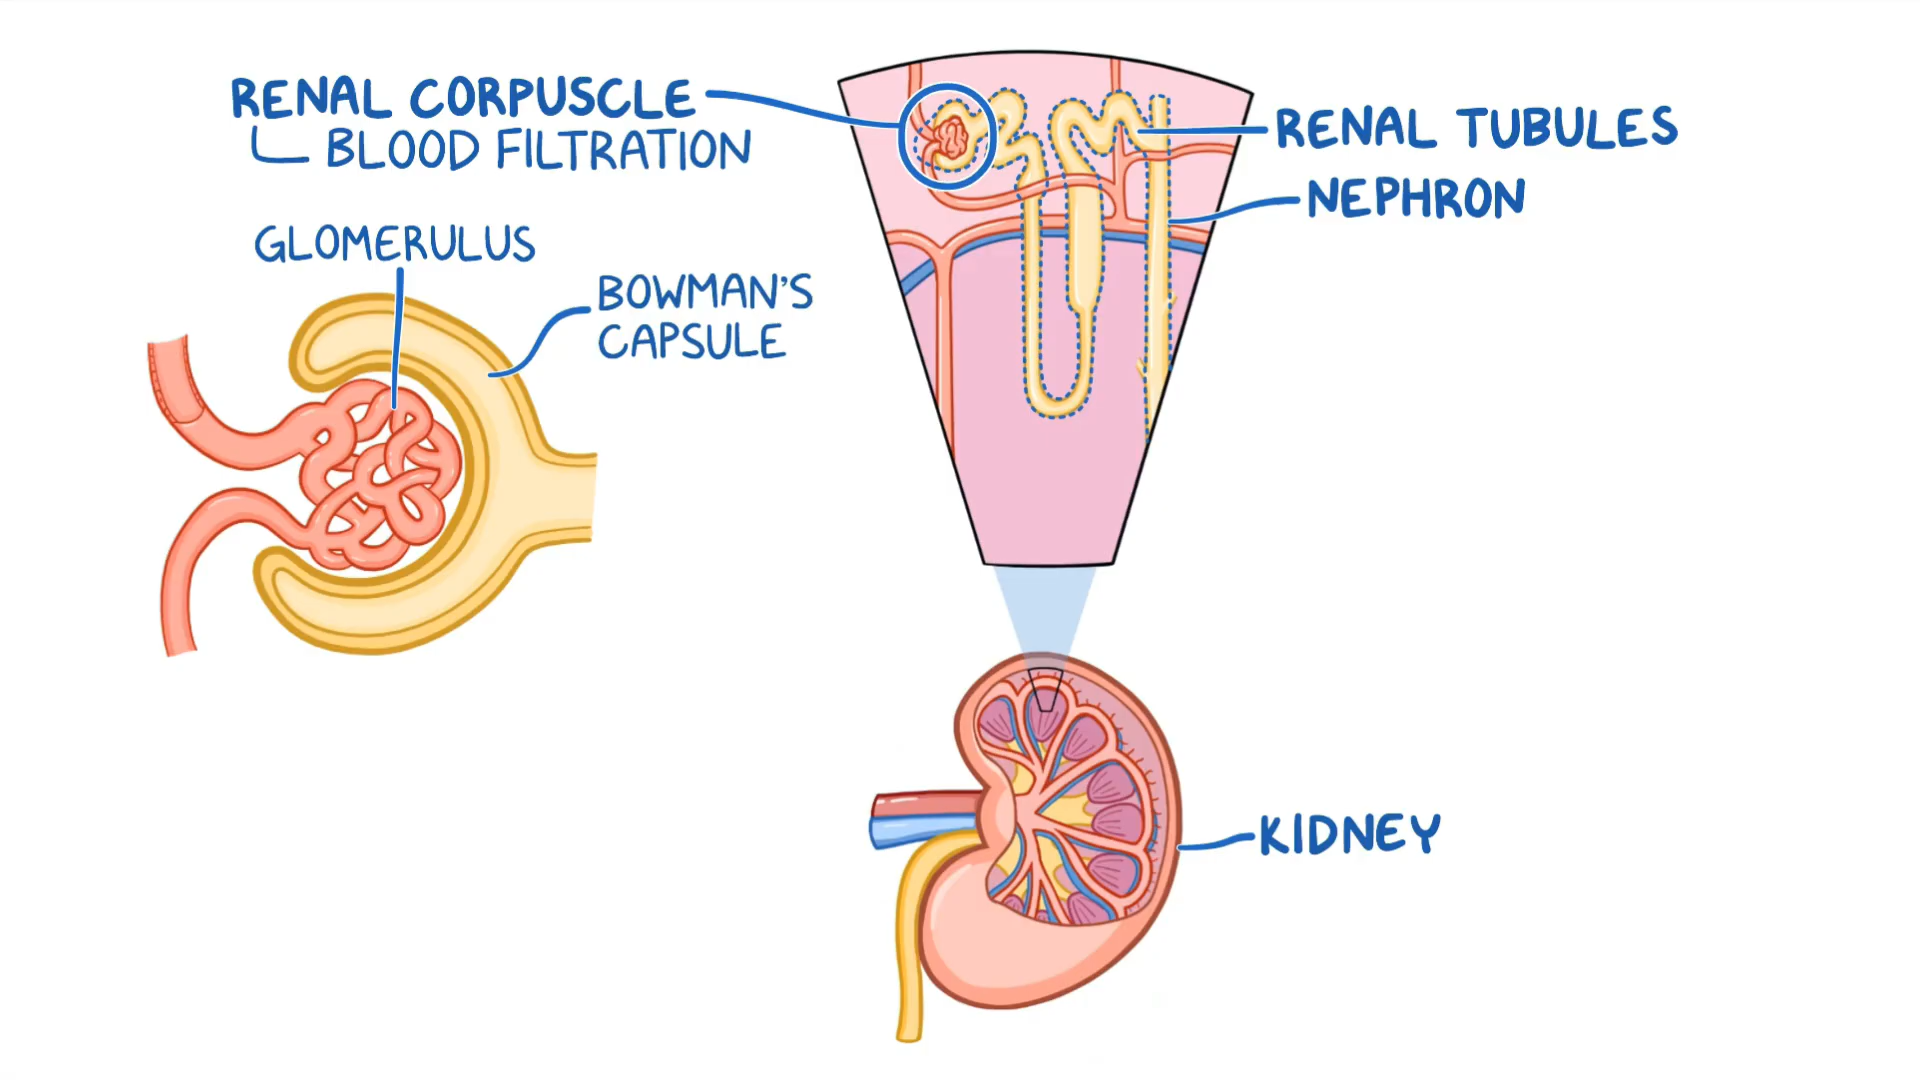 RENAL CORPUSCLE
BLOOD FILTRATION
GLOMERULUS
BOWMAN'S
CAPSULE
RENAL TUBULES
NEPHRON
KIDNEY